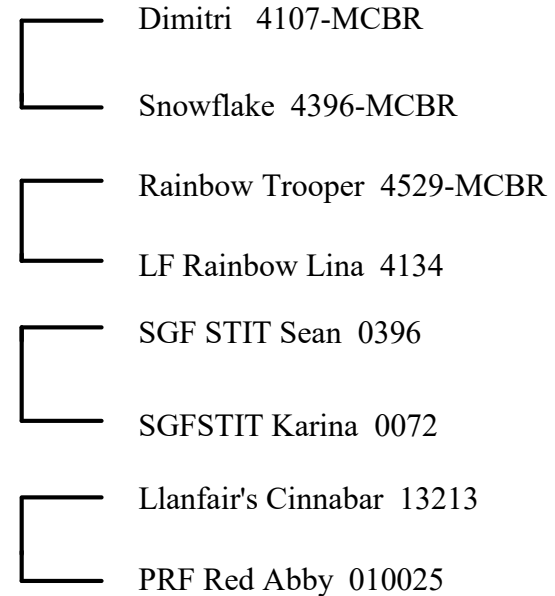 Dimitri 4107-MCBR
Snowflake 4396-MCBR
Rainbow Trooper 4529-MCBR
LF Rainbow Lina 4134
SGF STIT Sean 0396
SGFSTIT Karina 0072
Llanfair's Cinnabar 13213
PRF Red Abby 010025